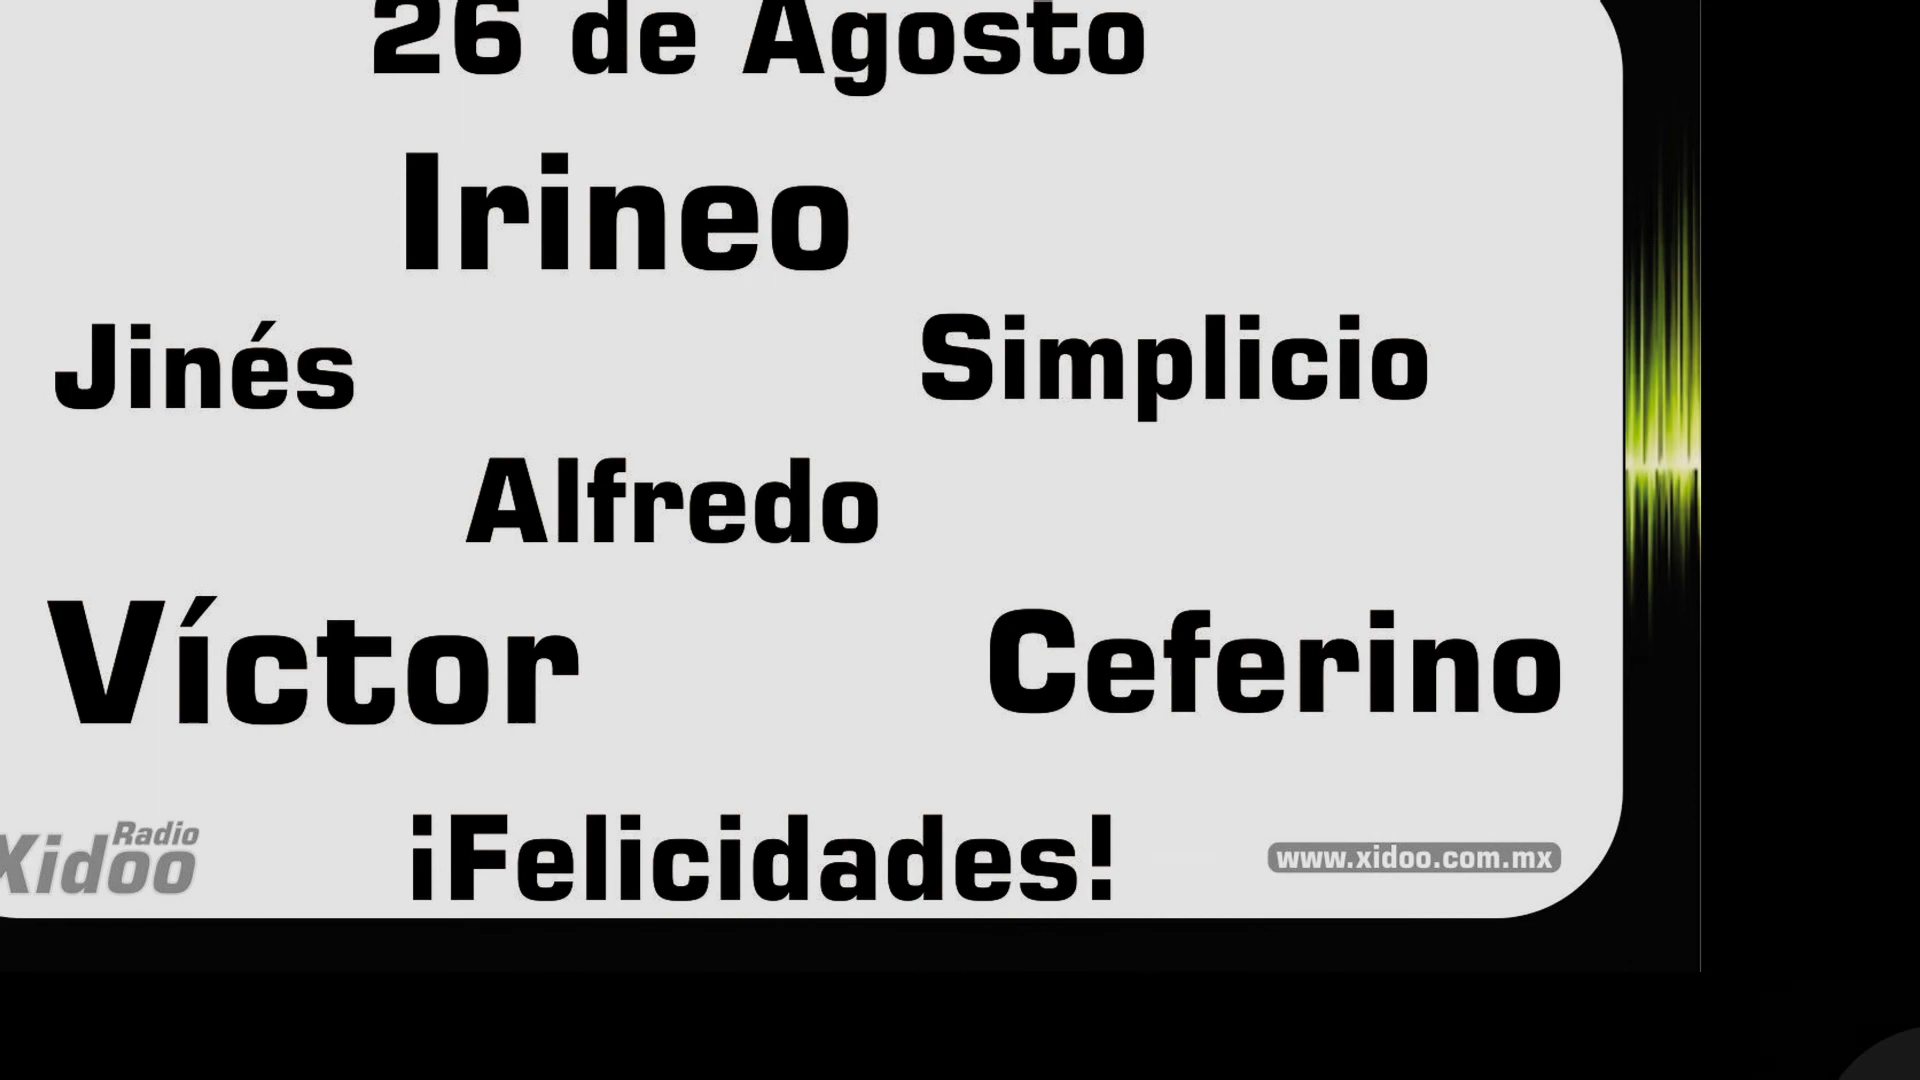 26 de Agosto
Irineo
Jinés
Simplicio
Alfredo
Víctor
Ceferino
Radio
Xidoo
¡Felicidades!
www.xidoo.com.mx